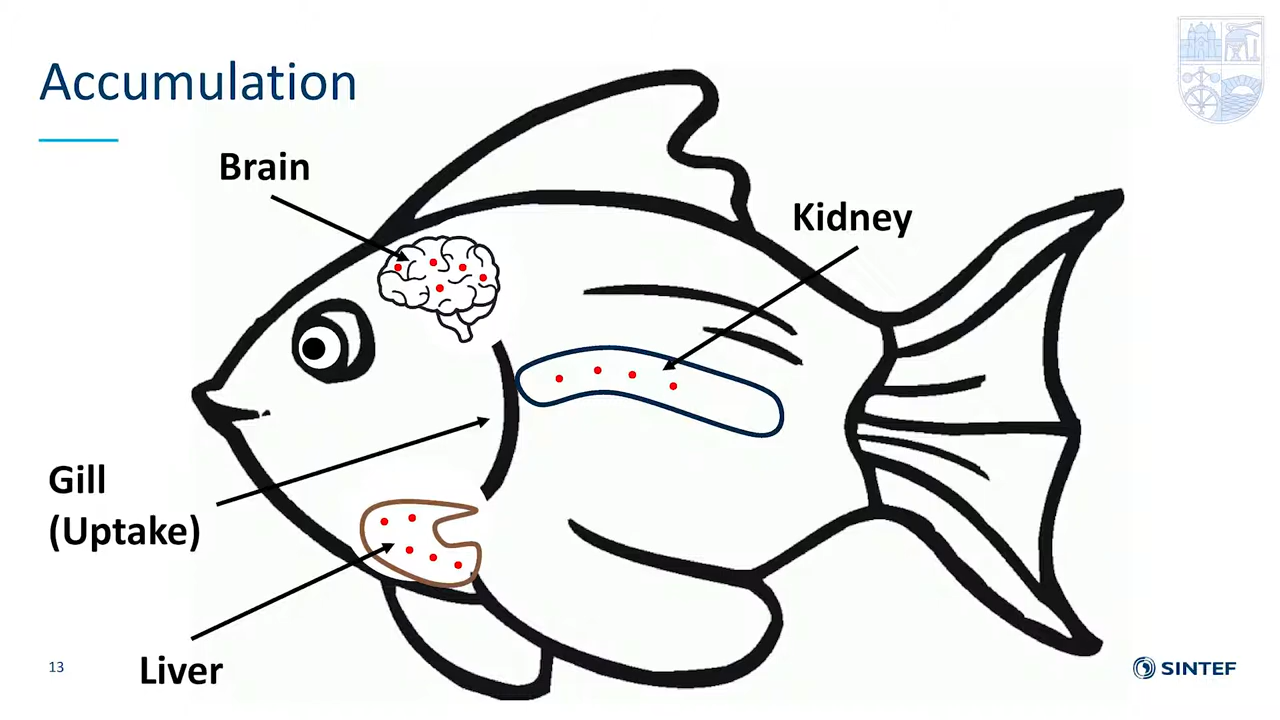 Accumulation
Brain
Kidney
Gill
(Uptake)
Liver
13
SINTEF